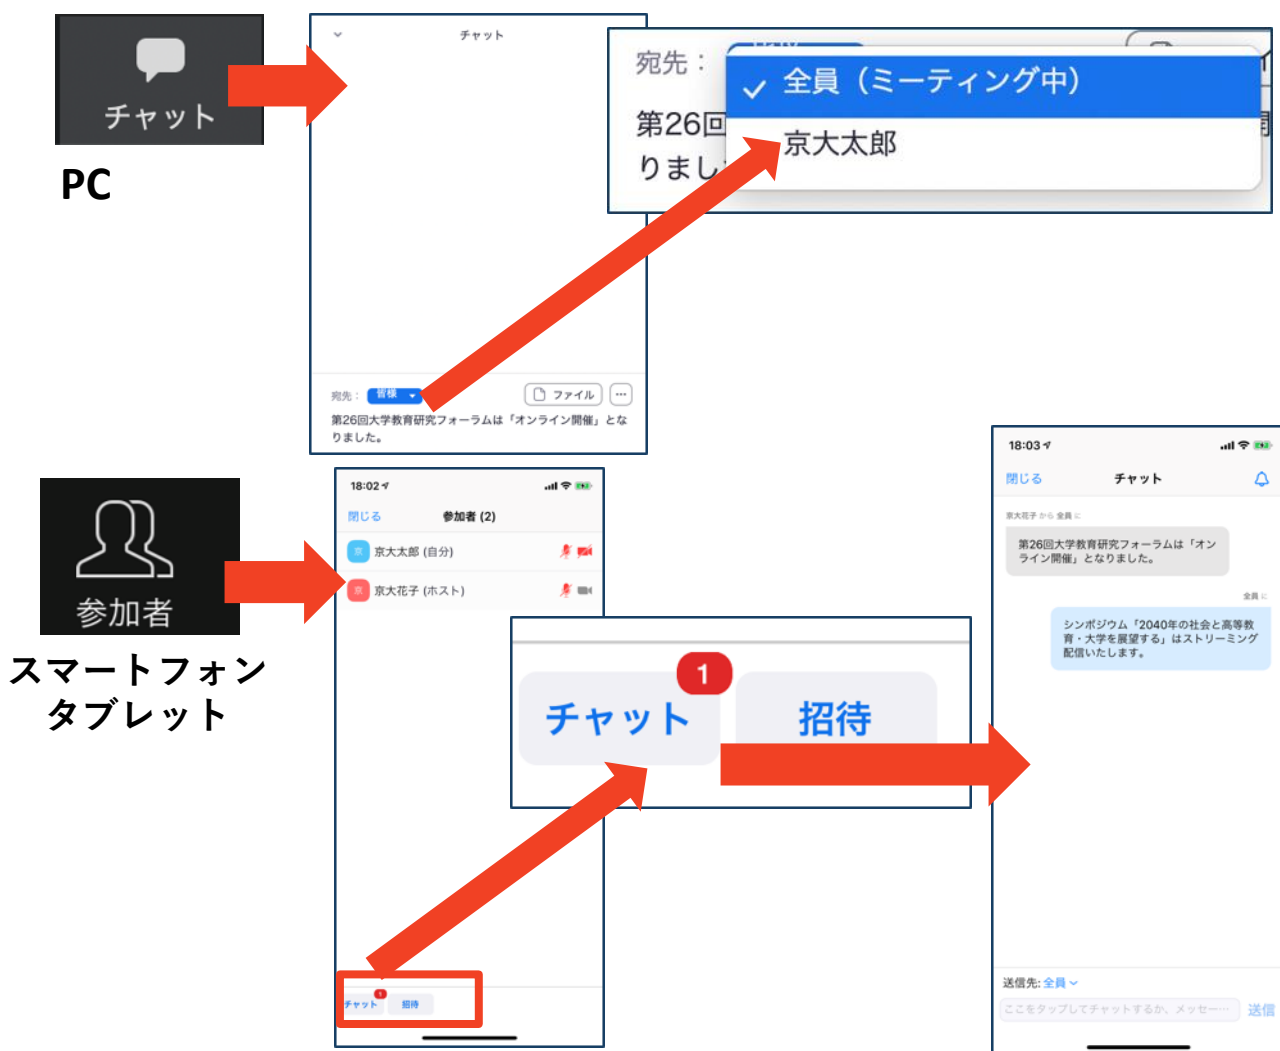 チャット
PC
チャット
宛先： 皆様
ファイル
第26回大学教育研究フォーラムは「オンライン開催」とな
りました。
宛先：
全員（ミーティング中）
第26回
京大太郎
りまし
参加者
スマートフォン
タブレット
18:02
閉じる 参加者 (2)
京 京大太郎 (自分)
京 京大花子 (ホスト)
チャット 1 招待
チャット 1 招待
18:03
閉じる チャット
京大花子 から 全員 に
第26回大学教育研究フォーラムは「オン
ライン開催」となりました。
全員 に
シンポジウム「2040年の社会と高等教
育・大学を展望する」はストリーミング
配信いたします。
送信先: 全員
ここをタップしてチャットするか、メッセー… 送信